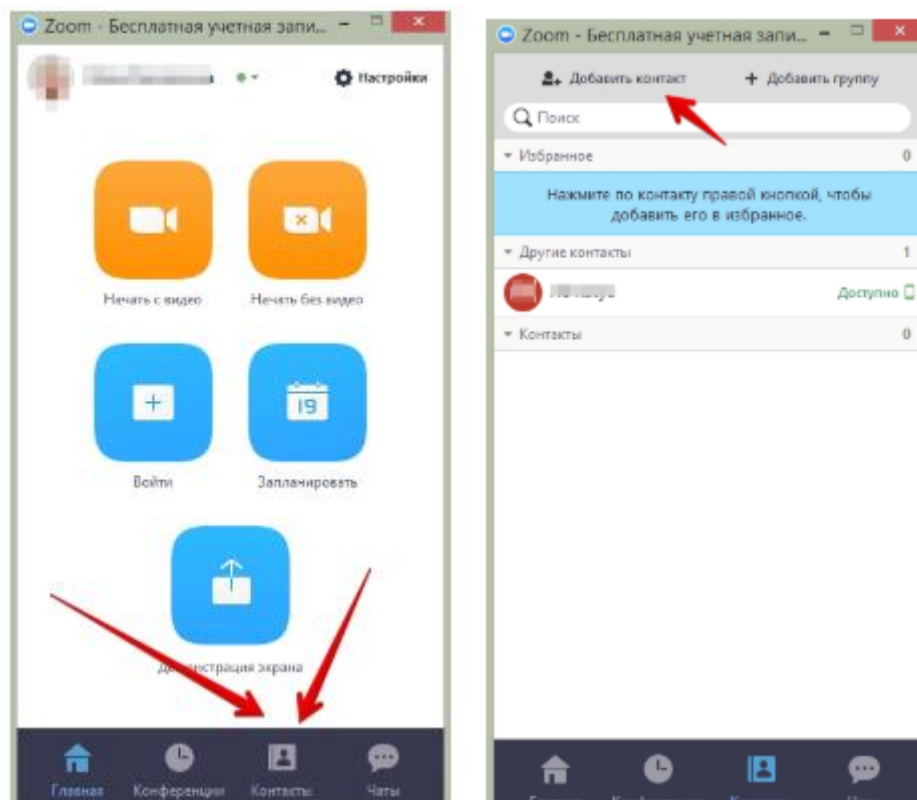 Zoom - Бесплатная учетная запи...
Настройки
Начать с видео
Начать без видео
Войти
19
Запланировать
Демонстрация экрана
Главная
Конференции
Контакты
Чаты
Zoom - Бесплатная учетная запи...
Добавить контакт
+ Добавить группу
Поиск
Избранное 0
Нажмите по контакту правой кнопкой, чтобы
добавить его в избранное.
Другие контакты 1
Доступно
Контакты 0